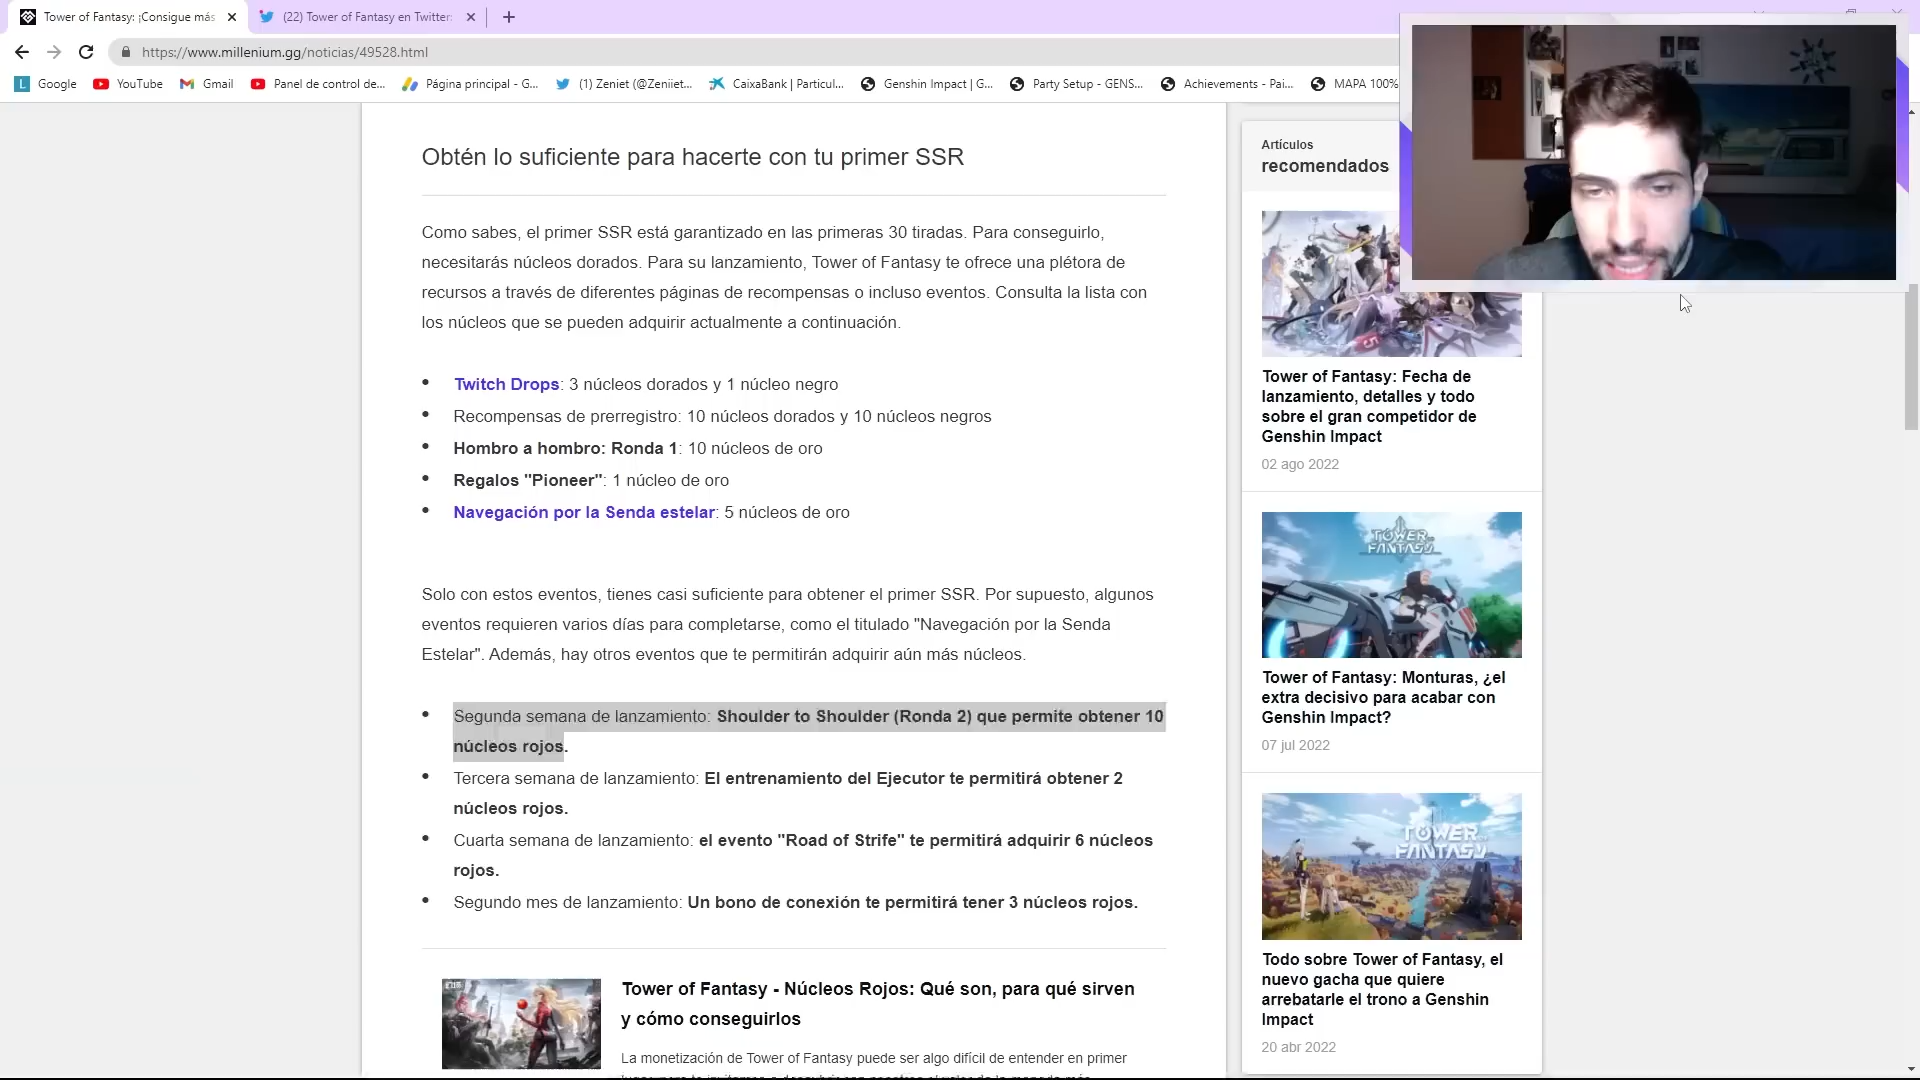 Tower of Fantasy: ¡Consigue más
(22) Tower of Fantasy en Twitter:
https://www.millenium.gg/noticias/49528.html
Google
YouTube
Gmail
Panel de control de...
Página principal - G...
(1) Zeniet (@Zeniiet...
CaixaBank | Particul...
Genshin Impact | G...
Party Setup - GENS...
Achievements - Pai...
MAPA 100%
Obtén lo suficiente para hacerte con tu primer SSR
Como sabes, el primer SSR está garantizado en las primeras 30 tiradas. Para conseguirlo,
necesitarás núcleos dorados. Para su lanzamiento, Tower of Fantasy te ofrece una plétora de
recursos a través de diferentes páginas de recompensas o incluso eventos. Consulta la lista con
los núcleos que se pueden adquirir actualmente a continuación.
Twitch Drops: 3 núcleos dorados y 1 núcleo negro
Recompensas de prerregistro: 10 núcleos dorados y 10 núcleos negros
Hombro a hombro: Ronda 1: 10 núcleos de oro
Regalos "Pioneer": 1 núcleo de oro
Navegación por la Senda estelar: 5 núcleos de oro
Solo con estos eventos, tienes casi suficiente para obtener el primer SSR. Por supuesto, algunos
eventos requieren varios días para completarse, como el titulado "Navegación por la Senda
Estelar". Además, hay otros eventos que te permitirán adquirir aún más núcleos.
Segunda semana de lanzamiento: Shoulder to Shoulder (Ronda 2) que permite obtener 10
núcleos rojos.
Tercera semana de lanzamiento: El entrenamiento del Ejecutor te permitirá obtener 2
núcleos rojos.
Cuarta semana de lanzamiento: el evento "Road of Strife" te permitirá adquirir 6 núcleos
rojos.
Segundo mes de lanzamiento: Un bono de conexión te permitirá tener 3 núcleos rojos.
Tower of Fantasy - Núcleos Rojos: Qué son, para qué sirven
y cómo conseguirlos
La monetización de Tower of Fantasy puede ser algo difícil de entender en primer
Artículos
recomendados
Tower of Fantasy: Fecha de
lanzamiento, detalles y todo
sobre el gran competidor de
Genshin Impact
02 ago 2022
TOWER
FANTASY
Tower of Fantasy: Monturas, ¿el
extra decisivo para acabar con
Genshin Impact?
07 jul 2022
TOWER
FANTASY
Todo sobre Tower of Fantasy, el
nuevo gacha que quiere
arrebatarle el trono a Genshin
Impact
20 abr 2022